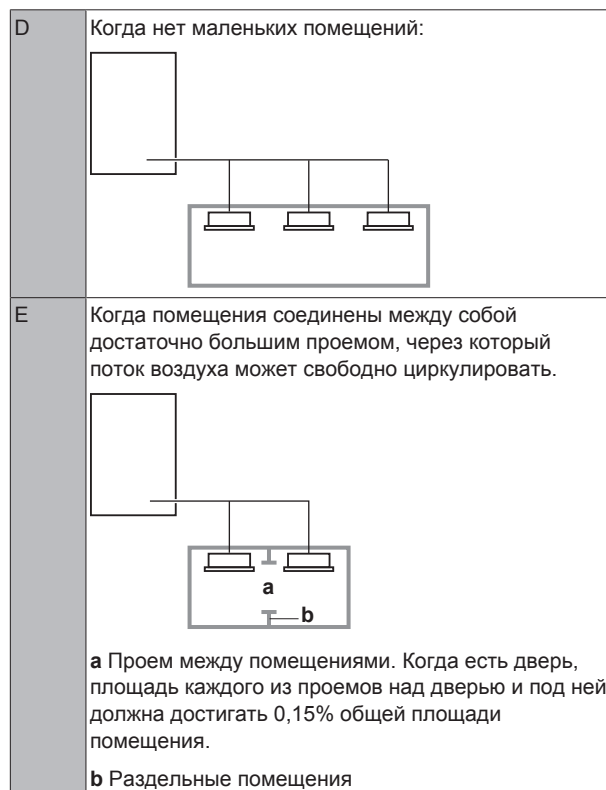 D
Когда нет маленьких помещений:
E
Когда помещения соединены между собой
достаточно большим проемом, через который
поток воздуха может свободно циркулировать.
a
b
a Проем между помещениями. Когда есть дверь,
площадь каждого из проемов над дверью и под ней
должна достигать 0,15% общей площади
помещения.
b Раздельные помещения